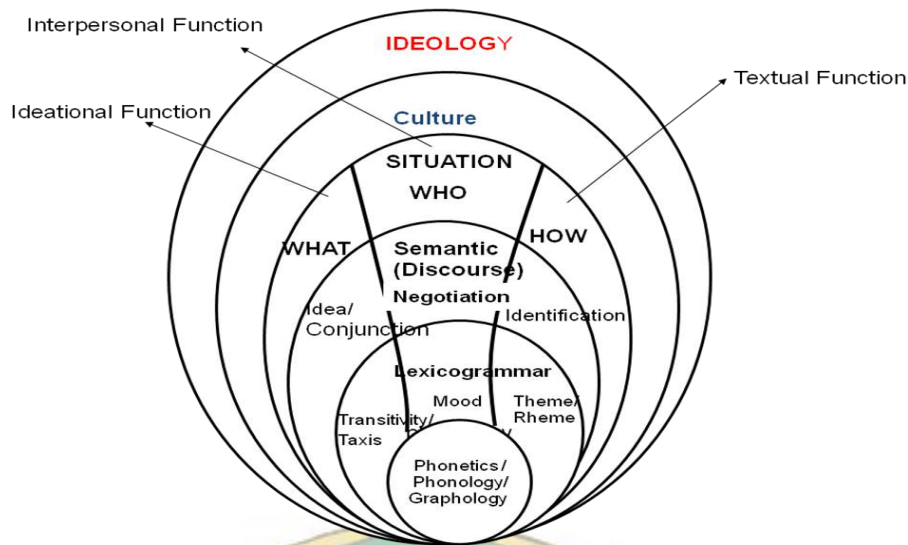 Interpersonal Function
IDEOLOGY
Textual Function
Ideational Function
Culture
SITUATION
WHO
WHAT
HOW
Semantic
(Discourse)
Negotiation
Idea/
Conjunction
Identification
Lexicogrammar
Mood
Theme/
Rheme
Transitivity/
Taxis
Phonetics/
Phonology/
Graphology